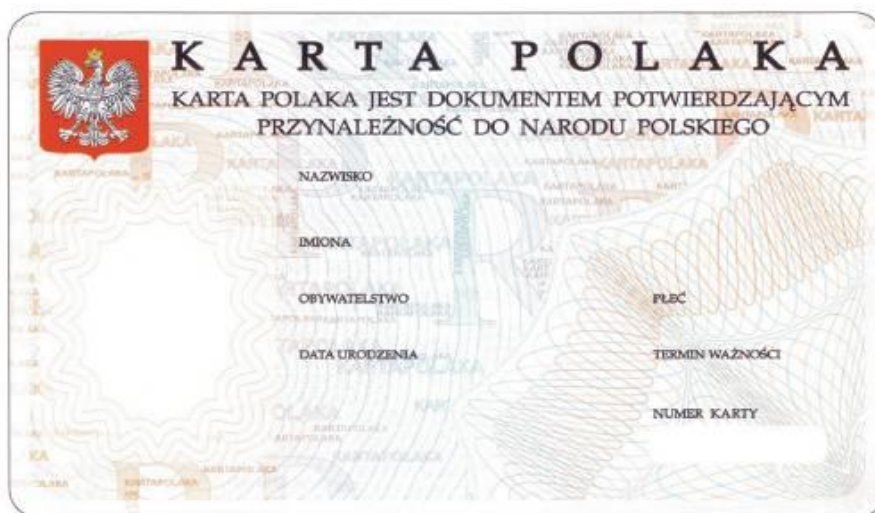 KARTA POLAKA
KARTA POLAKA JEST DOKUMENTEM POTWIERDZAJĄCYM
PRZYNALEŻNOŚĆ DO NARODU POLSKIEGO
NAZWISKO
IMIONA
OBYWATELSTWO
PŁEĆ
DATA URODZENIA
TERMIN WAŻNOŚCI
NUMER KARTY